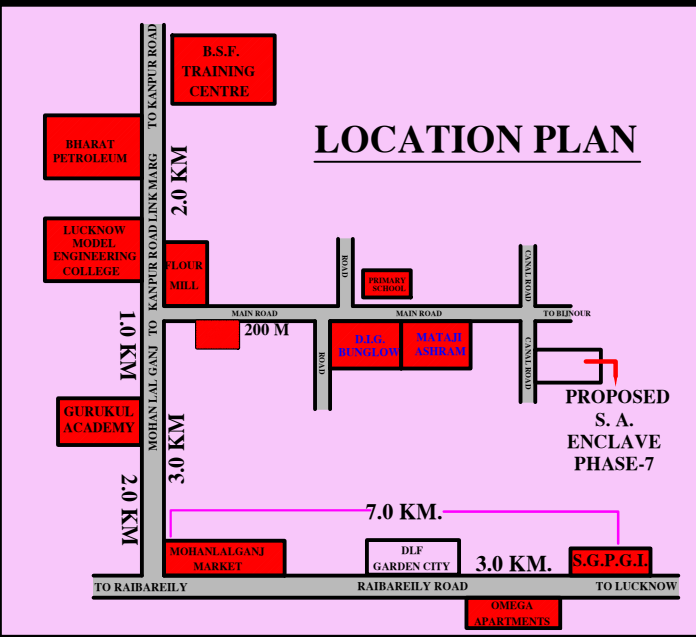 B.S.F.
TRAINING
CENTRE
LOCATION PLAN
BHARAT
PETROLEUM
MOHAN LAL GANJ TO KANPUR ROAD LINK MARG TO KANPUR ROAD
2.0 KM
LUCKNOW
MODEL
ENGINEERING
COLLEGE
FLOUR
MILL
ROAD
PRIMARY
SCHOOL
CANAL ROAD
MAIN ROAD
MAIN ROAD
TO BIJNOUR
200 M
1.0 KM
ROAD
D.I.G.
BUNGLOW
MATAJI
ASHRAM
CANAL ROAD
PROPOSED
S. A.
ENCLAVE
PHASE-7
GURUKUL
ACADEMY
3.0 KM
2.0 KM
7.0 KM.
MOHANLALGANJ
MARKET
DLF
GARDEN CITY
3.0 KM.
S.G.P.G.I.
TO RAIBAREILY
RAIBAREILY ROAD
TO LUCKNOW
OMEGA
APARTMENTS